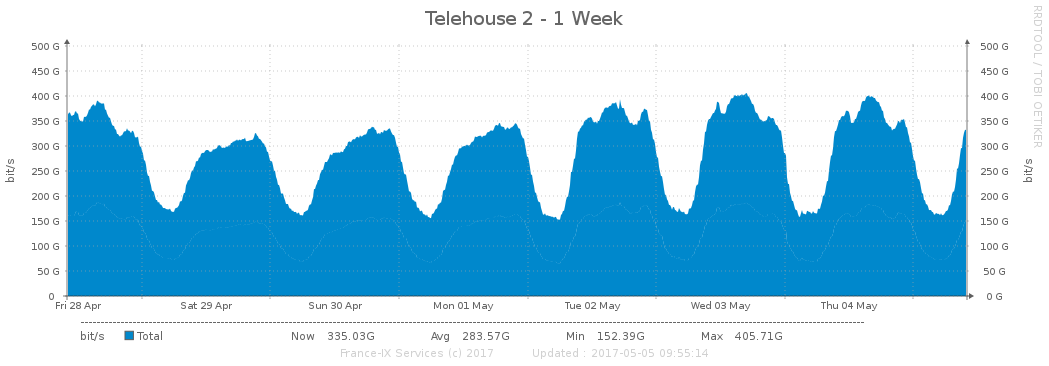 Telehouse 2 - 1 Week
RRDTOOL / TOBI OETIKER
bit/s
500 G
450 G
400 G
350 G
300 G
250 G
200 G
150 G
100 G
50 G
0
500 G
450 G
400 G
350 G
300 G
250 G
200 G
150 G
100 G
50 G
0 G
bit/s
Fri 28 Apr Sat 29 Apr Sun 30 Apr Mon 01 May Tue 02 May Wed 03 May Thu 04 May
bit/s Total Now 335.03G Avg 283.57G Min 152.39G Max 405.71G
France-IX Services (c) 2017 Updated : 2017-05-05 09:55:14